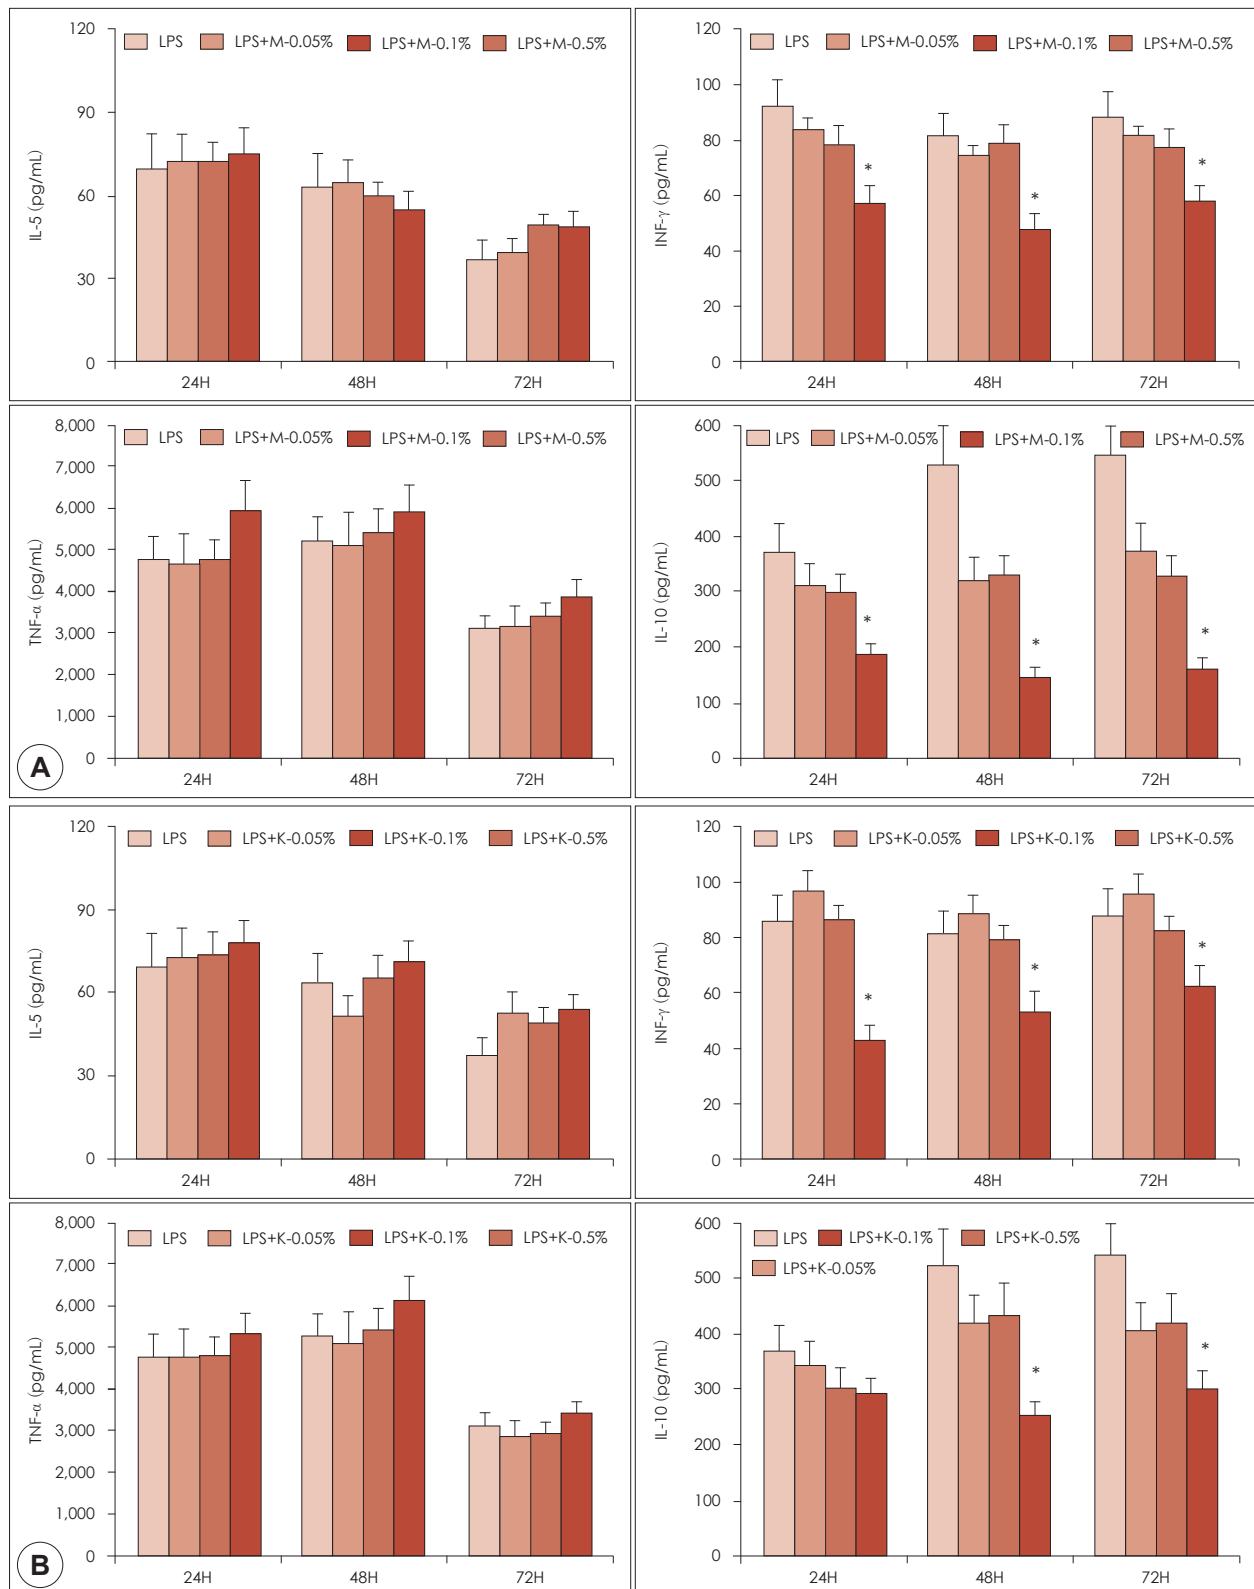 120
LPS LPS+M-0.05% LPS+M-0.1% LPS+M-0.5%
90
60
30
0
IL-5 (pg/mL)
24H 48H 72H
120
LPS LPS+M-0.05% LPS+M-0.1% LPS+M-0.5%
100
80
*
*
*
60
40
20
0
INF-γ (pg/mL)
24H 48H 72H
8,000
LPS LPS+M-0.05% LPS+M-0.1% LPS+M-0.5%
7,000
6,000
5,000
4,000
3,000
2,000
1,000
0
TNF-α (pg/mL)
24H 48H 72H
A
600
LPS LPS+M-0.05% LPS+M-0.1% LPS+M-0.5%
500
400
300
*
*
*
200
100
0
IL-10 (pg/mL)
24H 48H 72H
120
LPS LPS+K-0.05% LPS+K-0.1% LPS+K-0.5%
90
60
30
0
IL-5 (pg/mL)
24H 48H 72H
120
LPS LPS+K-0.05% LPS+K-0.1% LPS+K-0.5%
100
80
*
*
*
60
40
20
0
INF-γ (pg/mL)
24H 48H 72H
8,000
LPS LPS+K-0.05% LPS+K-0.1% LPS+K-0.5%
7,000
6,000
5,000
4,000
3,000
2,000
1,000
0
TNF-α (pg/mL)
24H 48H 72H
B
600
LPS LPS+K-0.1% LPS+K-0.5%
LPS+K-0.05%
500
400
*
*
300
400
300
200
100
0
IL-10 (pg/mL)
24H 48H 72H